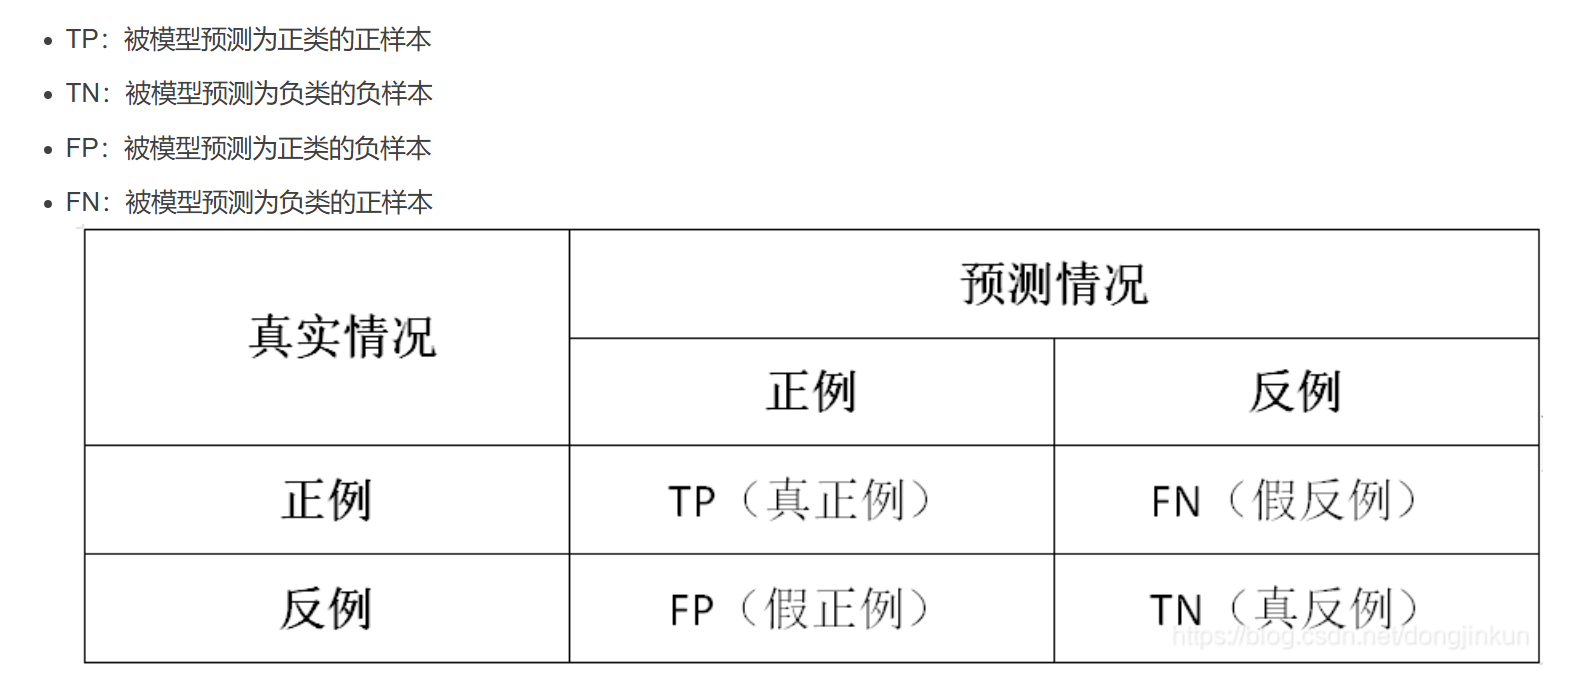 TP：被模型预测为正类的正样本
TN：被模型预测为负类的负样本
FP：被模型预测为正类的负样本
FN：被模型预测为负类的正样本
真实情况
预测情况
正例
反例
正例
TP（真正例）
FN（假反例）
反例
FP（假正例）
TN（真反例）
https://blog.csdn.net/dongjinkun